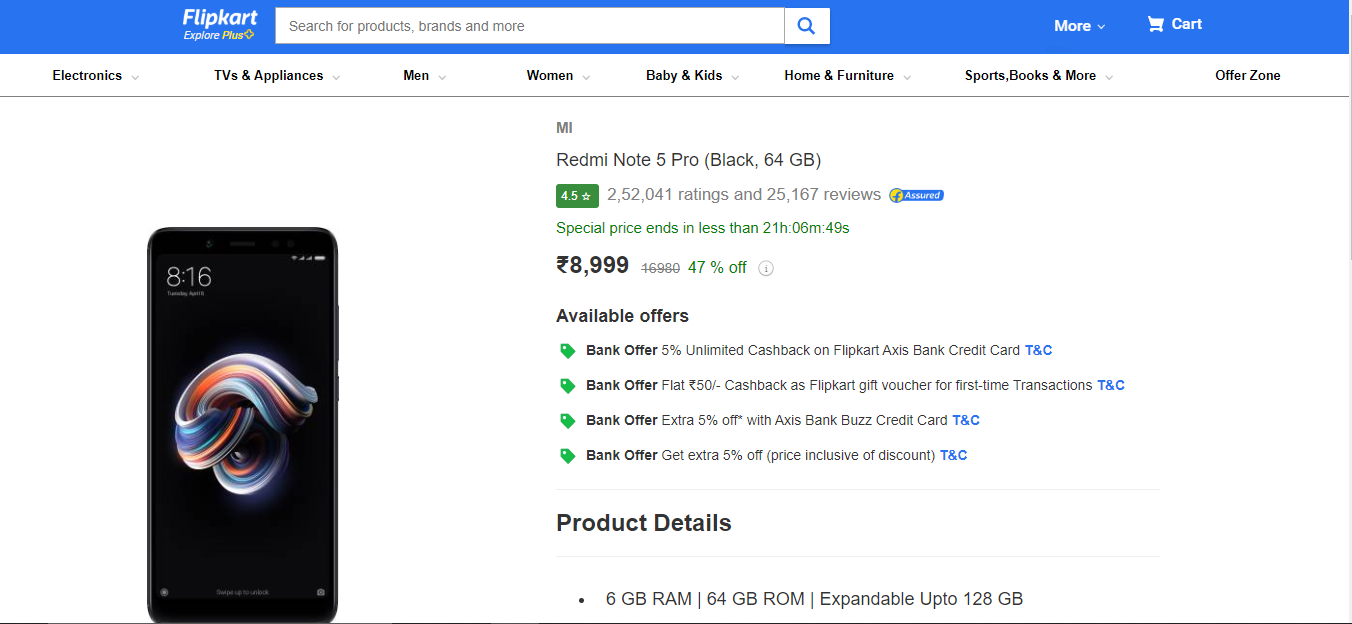 Flipkart
Explore Plus
Search for products, brands and more
More
Cart
Electronics TVs & Appliances Men Women Baby & Kids Home & Furniture Sports,Books & More Offer Zone
MI
Redmi Note 5 Pro (Black, 64 GB)
4.5 ☆ 2,52,041 ratings and 25,167 reviews Assured
Special price ends in less than 21h:06m:49s
₹8,999 16980 47 % off i
Available offers
Bank Offer 5% Unlimited Cashback on Flipkart Axis Bank Credit Card T&C
Bank Offer Flat ₹50/- Cashback as Flipkart gift voucher for first-time Transactions T&C
Bank Offer Extra 5% off* with Axis Bank Buzz Credit Card T&C
Bank Offer Get extra 5% off (price inclusive of discount) T&C
Product Details
• 6 GB RAM | 64 GB ROM | Expandable Upto 128 GB
8:16
Tuesday, April 6
Swipe up to unlock